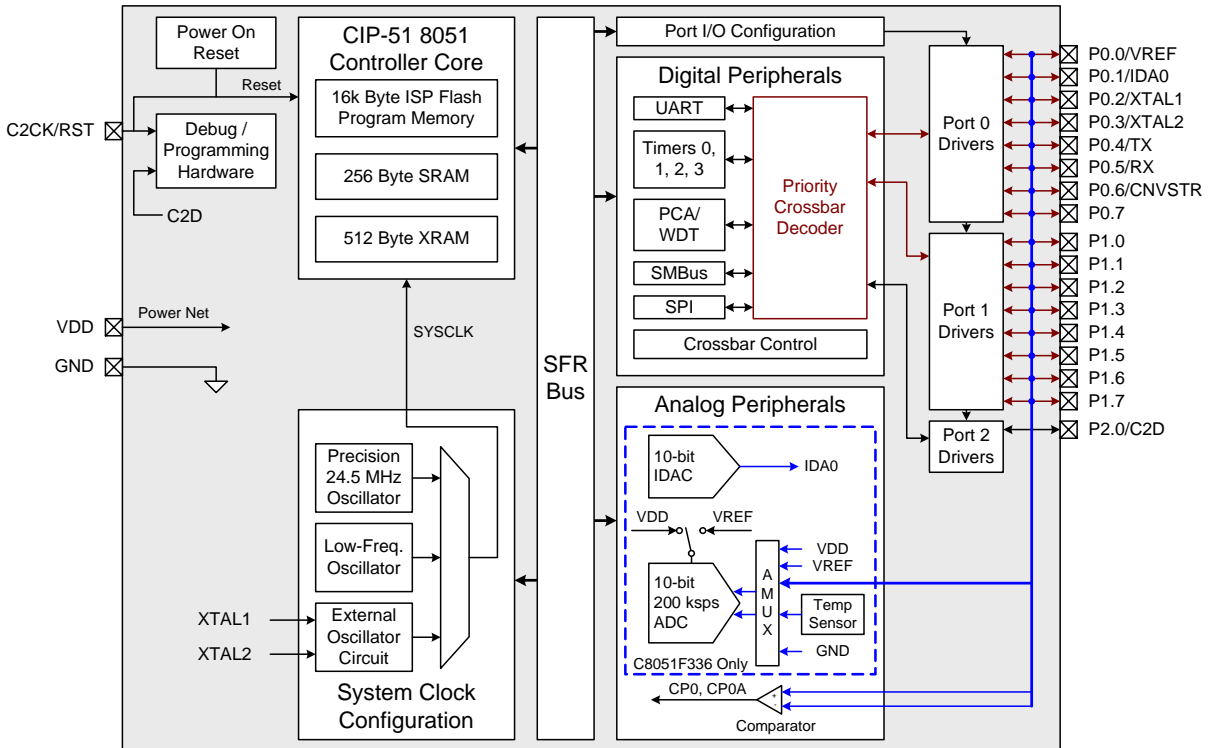 Power On
Reset
Reset
C2CK/RST
Debug /
Programming
Hardware
C2D
VDD
Power Net
GND
CIP-51 8051
Controller Core
16k Byte ISP Flash
Program Memory
256 Byte SRAM
512 Byte XRAM
SYSCLK
Precision
24.5 MHz
Oscillator
Low-Freq.
Oscillator
External
Oscillator
Circuit
XTAL1
XTAL2
System Clock
Configuration
SFR
Bus
Port I/O Configuration
Digital Peripherals
UART
Timers 0,
1, 2, 3
PCA/
WDT
SMBus
SPI
Priority
Crossbar
Decoder
Crossbar Control
Analog Peripherals
10-bit
IDAC
IDA0
VDD
VREF
10-bit
200 ksps
ADC
A
M
U
X
VDD
VREF
Temp
Sensor
GND
C8051F336 Only
CP0, CP0A
+
-
Comparator
Port 0
Drivers
Port 1
Drivers
Port 2
Drivers
P0.0/VREF
P0.1/IDA0
P0.2/XTAL1
P0.3/XTAL2
P0.4/TX
P0.5/RX
P0.6/CNVSTR
P0.7
P1.0
P1.1
P1.2
P1.3
P1.4
P1.5
P1.6
P1.7
P2.0/C2D